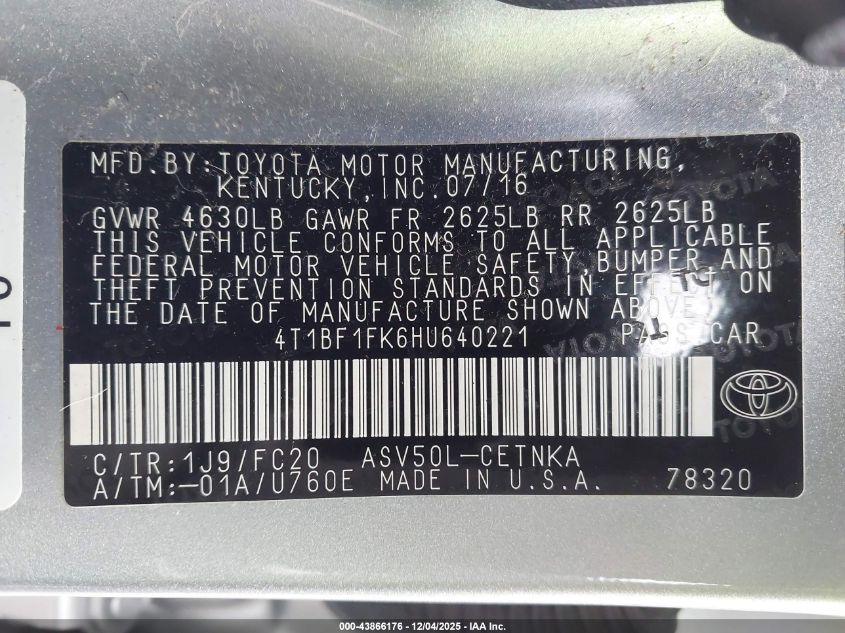 MFD.BY:TOYOTA MOTOR MANUFACTURING,
KENTUCKY,INC.07/16
GVWR 4630LB GAWR FR 2625LB RR 2625LB
THIS VEHICLE CONFORMS TO ALL APPLICABLE
FEDERAL MOTOR VEHICLE SAFETY,BUMPER AND
THEFT PREVENTION STANDARDS IN EFFECT ON
THE DATE OF MANUFACTURE SHOWN ABOVE.
4T1BF1FK6HU640221 PASS CAR
C/TR:1J9/FC20 ASV50L-CETNKA
A/TM:-01A/U760E MADE IN U.S.A. 78320
000-43866176 - 12/04/2025 - IAA Inc.